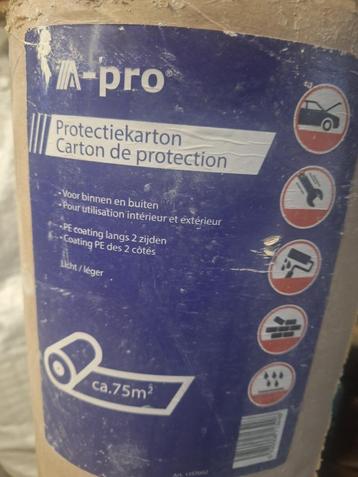 A-pro®
Protectiekarton
Carton de protection
- Voor binnen en buiten
- Pour utilisation intérieur et extérieur
- PE coating langs 2 zijden
- Coating PE des 2 côtés
Licht / léger
ca.75m²
Art.